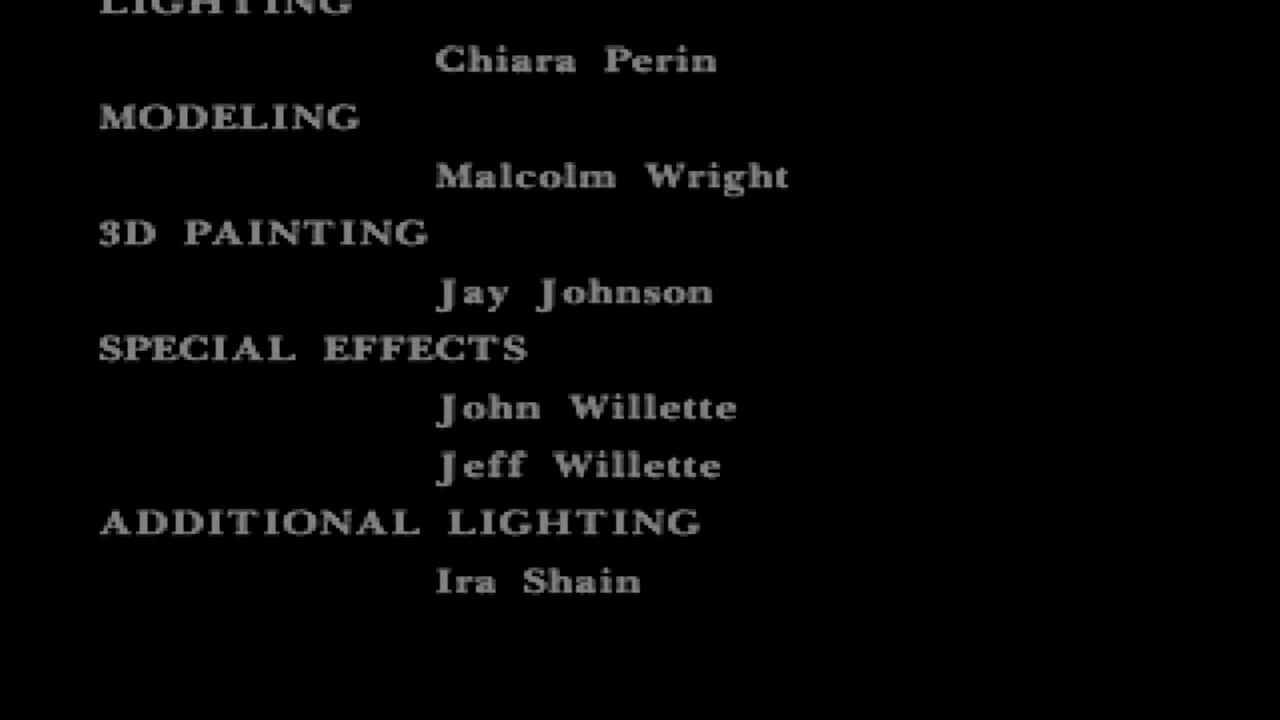 LIGHTING
Chiara Perin
MODELING
Malcolm Wright
3D PAINTING
Jay Johnson
SPECIAL EFFECTS
John Willette
Jeff Willette
ADDITIONAL LIGHTING
Ira Shain